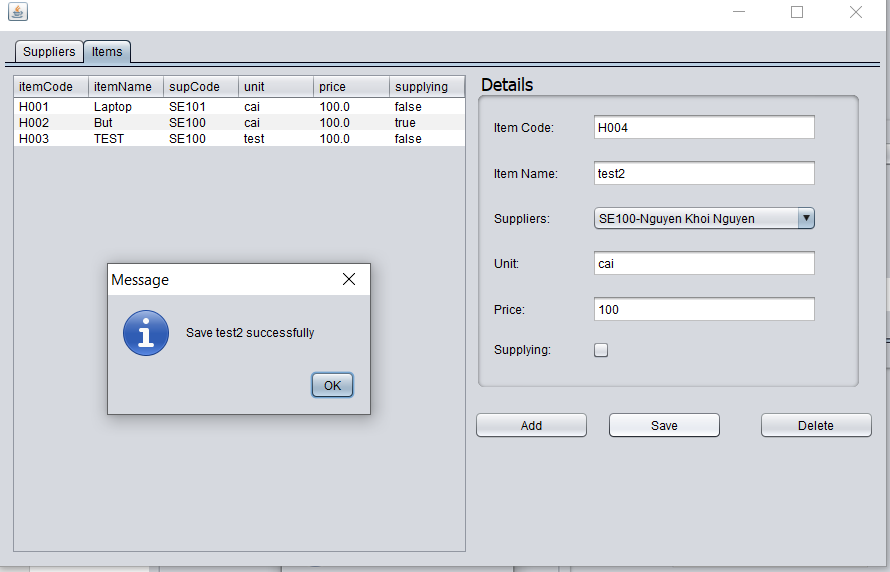 Suppliers Items
itemCode itemName supCode unit price supplying
H001 Laptop SE101 cai 100.0 false
H002 But SE100 cai 100.0 true
H003 TEST SE100 test 100.0 false
Details
Item Code: H004
Item Name: test2
Suppliers: SE100-Nguyen Khoi Nguyen
Unit: cai
Price: 100
Supplying:
Add Save Delete
Message
Save test2 successfully
OK